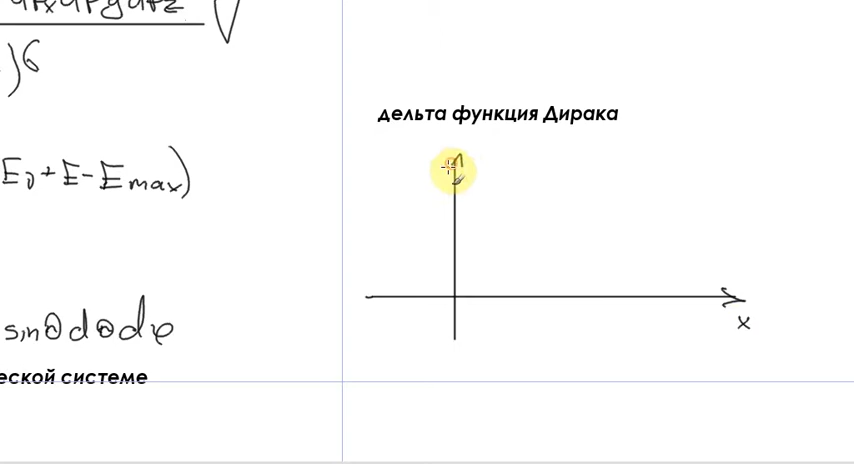 )6
E₀+E-Emax)
sinθdθdφ
еской системе
дельта функция Дирака
x